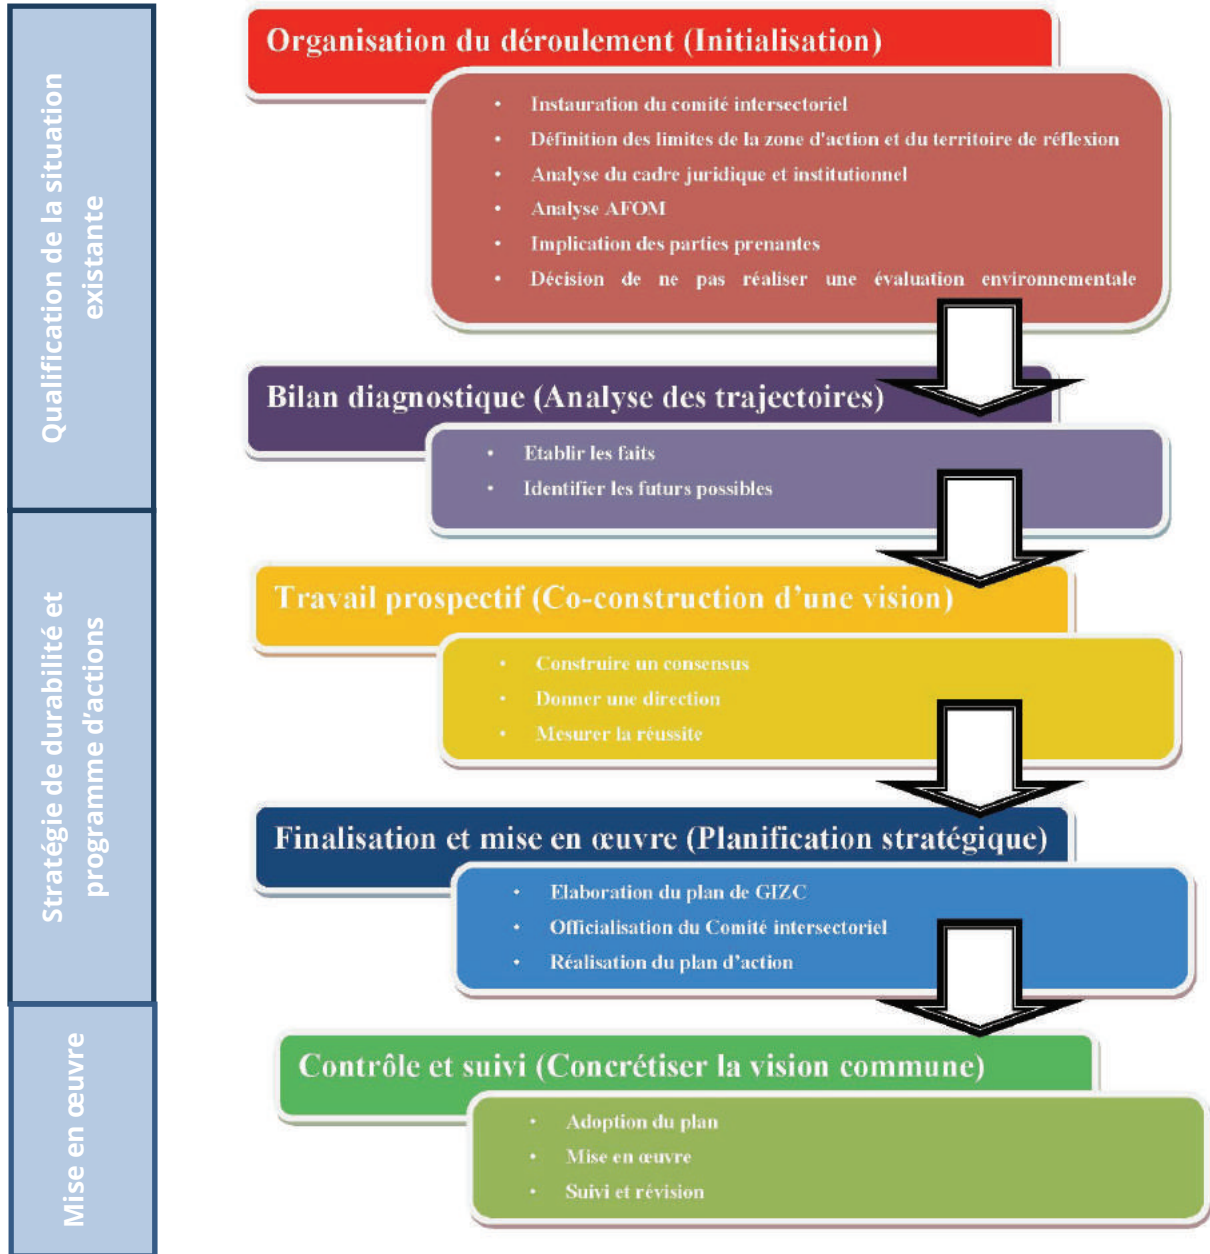 Qualification de la situation
existante
Organisation du déroulement (Initialisation)
• Instauration du comité intersectoriel
• Définition des limites de la zone d'action et du territoire de réflexion
• Analyse du cadre juridique et institutionnel
• Analyse AFOM
• Implication des parties prenantes
• Décision de ne pas réaliser une évaluation environnementale
Bilan diagnostique (Analyse des trajectoires)
• Etablir les faits
• Identifier les futurs possibles
Stratégie de durabilité et
programme d'actions
Travail prospectif (Co-construction d'une vision)
• Construire un consensus
• Donner une direction
• Mesurer la réussite
Finalisation et mise en œuvre (Planification stratégique)
• Elaboration du plan de GIZC
• Officialisation du Comité intersectoriel
• Réalisation du plan d'action
Mise en œuvre
Contrôle et suivi (Concrétiser la vision commune)
• Adoption du plan
• Mise en œuvre
• Suivi et révision